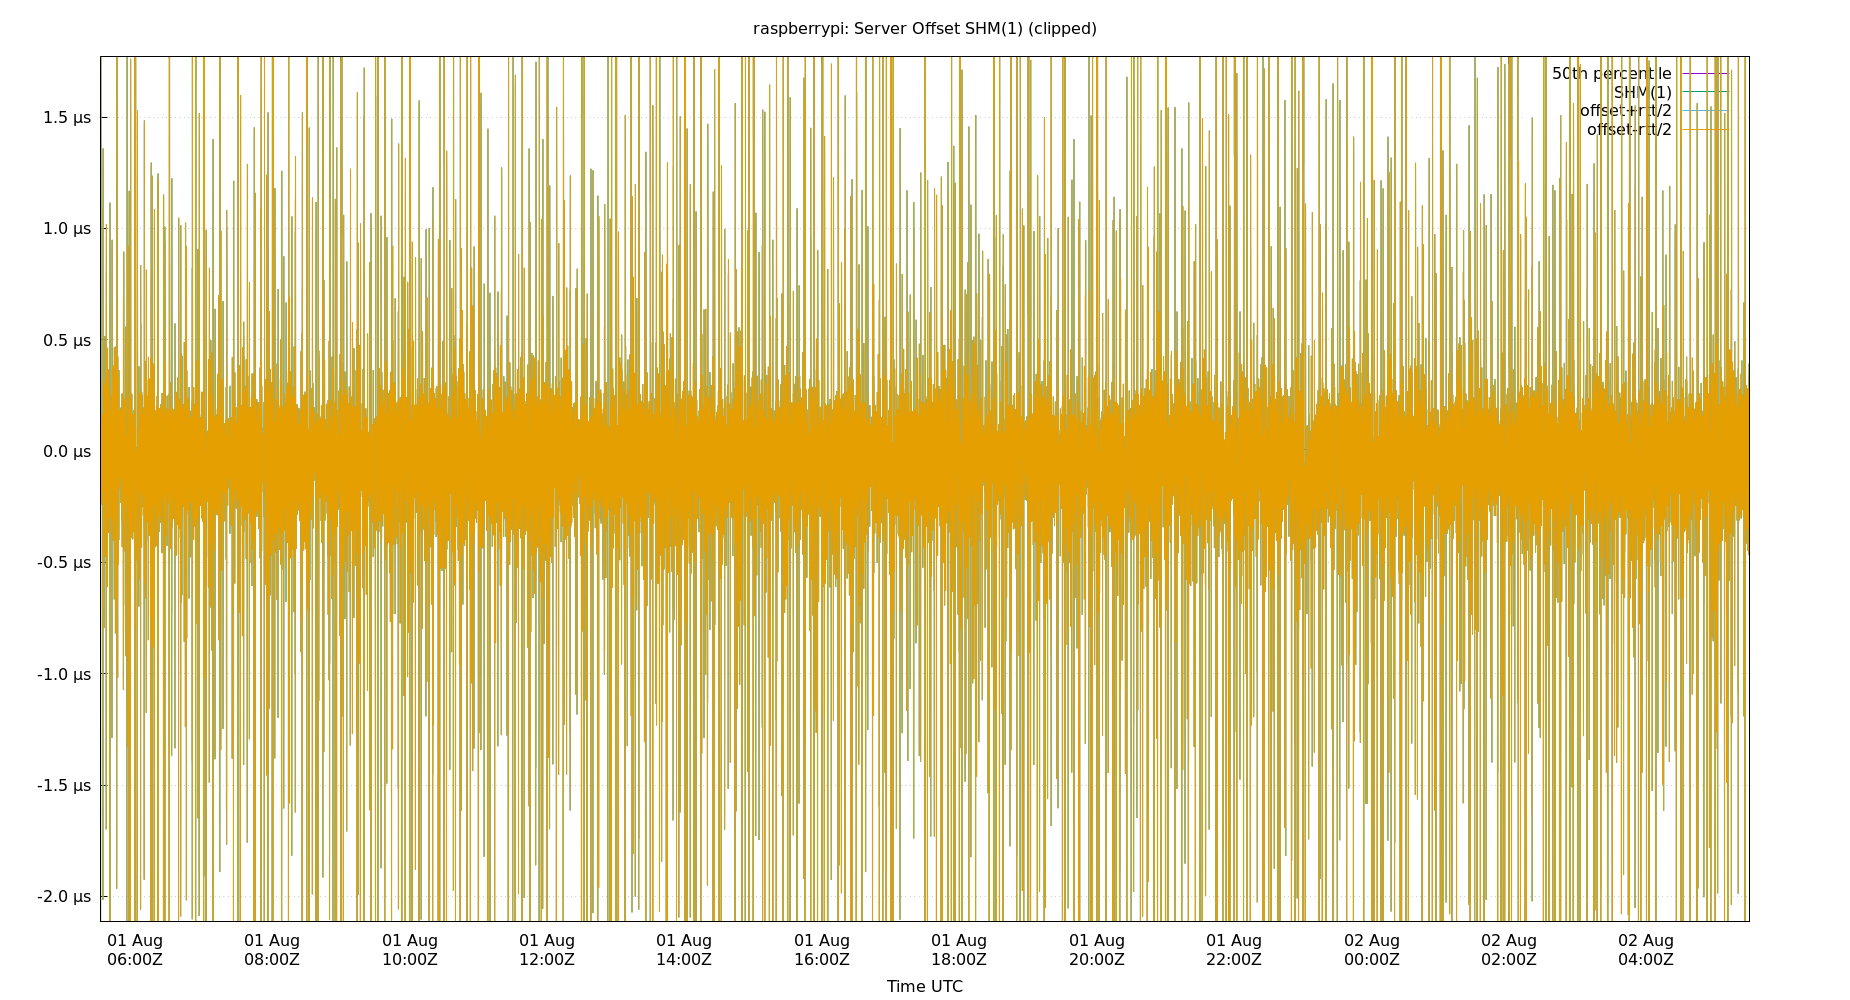 raspberrypi: Server Offset SHM(1) (clipped)
50th percentile
SHM(1)
offset+rtt/2
offset-rtt/2
1.5 µs
1.0 µs
0.5 µs
0.0 µs
-0.5 µs
-1.0 µs
-1.5 µs
-2.0 µs
01 Aug 01 Aug 01 Aug 01 Aug 01 Aug 01 Aug 01 Aug 01 Aug 01 Aug 02 Aug 02 Aug 02 Aug
06:00Z 08:00Z 10:00Z 12:00Z 14:00Z 16:00Z 18:00Z 20:00Z 22:00Z 00:00Z 02:00Z 04:00Z
Time UTC